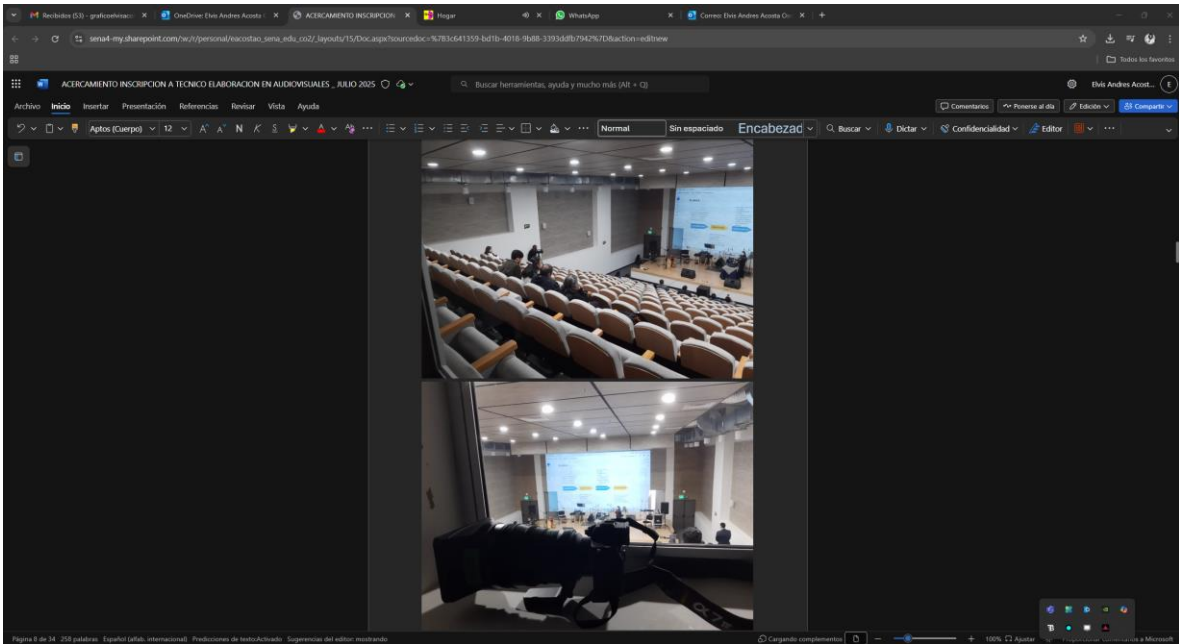 Recibidos (53) - graficoelvisaco
OneDrive: Elvis Andres Acosta
ACERCAMIENTO INSCRIPCION
Hogar
WhatsApp
Correo: Elvis Andres Acosta
sena4-my.sharepoint.com/:w:/r/personal/eacostao_sena_edu_co2/_layouts/15/Doc.aspx?sourcedoc=%7B3c641359-bd1b-4018-9b88-3393ddfb7942%7D&action=editnew
Todos los favoritos
ACERCAMIENTO INSCRIPCION A TECNICO ELABORACION EN AUDIOVISUALES _ JULIO 2025
Buscar herramientas, ayuda y mucho más (Alt + Q)
Elvis Andres Acost...
E
Archivo Inicio Insertar Presentación Referencias Revisar Vista Ayuda
Comentarios Ponerse al día Edición Compartir
Aptos (Cuerpo) 12 N K S Normal Sin espaciado Encabezad Buscar Dictar Confidencialidad Editor
Página 8 de 34 258 palabras Español (alfab. internacional) Predicciones de texto: Activado Sugerencias del editor: mostrando
Cargando complementos 100% Ajustar a Microsoft